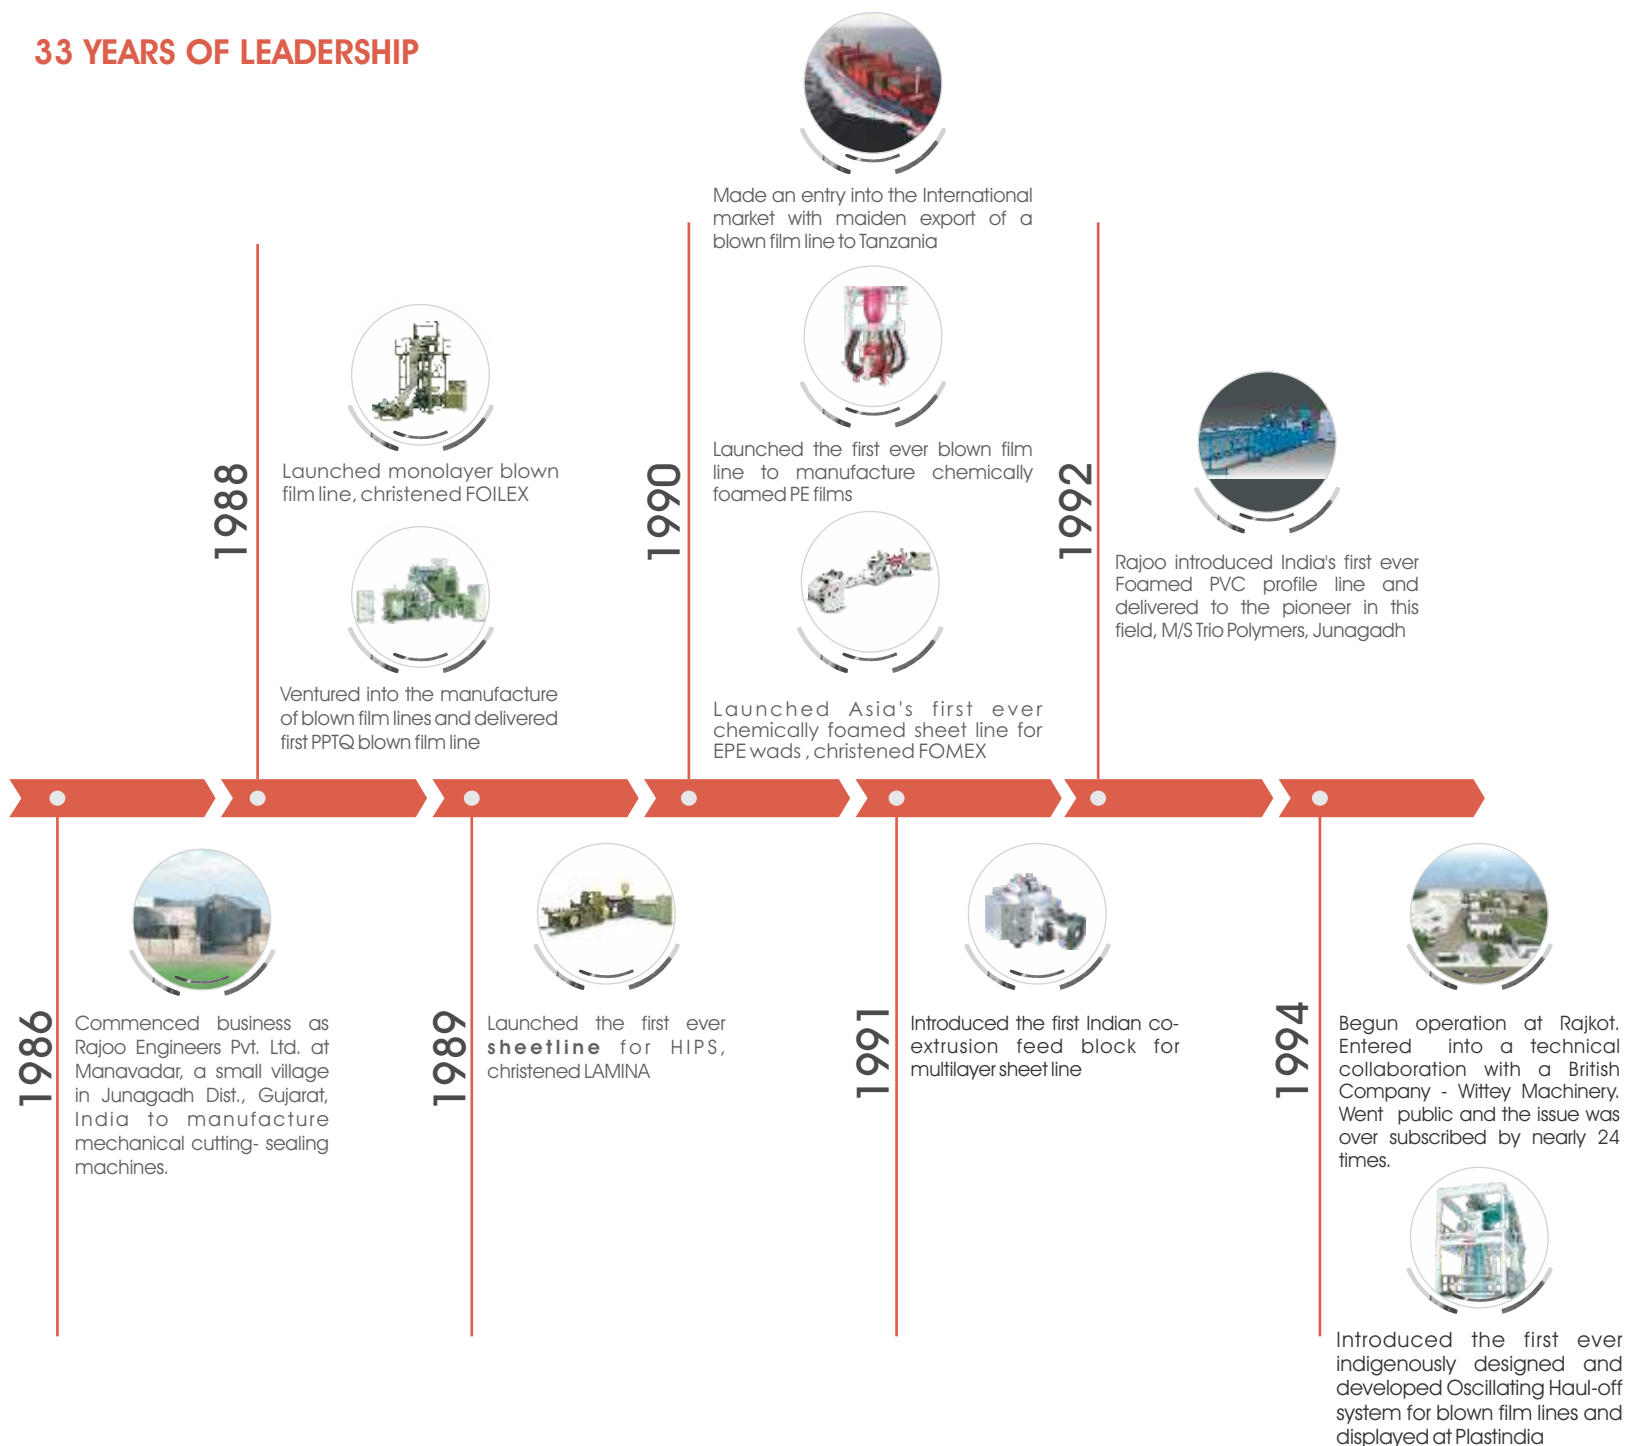 33 YEARS OF LEADERSHIP
1988
Launched monolayer blown
film line, christened FOILEX
Ventured into the manufacture
of blown film lines and delivered
first PPTQ blown film line
1990
Made an entry into the International
market with maiden export of a
blown film line to Tanzania
Launched the first ever blown film
line to manufacture chemically
foamed PE films
Launched Asia's first ever
chemically foamed sheet line for
EPE wads , christened FOMEX
1992
Rajoo introduced India's first ever
Foamed PVC profile line and
delivered to the pioneer in this
field, M/S Trio Polymers, Junagadh
1986
Commenced business as
Rajoo Engineers Pvt. Ltd. at
Manavadar, a small village
in Junagadh Dist., Gujarat,
India to manufacture
mechanical cutting- sealing
machines.
1989
Launched the first ever
sheetline for HIPS,
christened LAMINA
1991
Introduced the first Indian co-
extrusion feed block for
multilayer sheet line
1994
Begun operation at Rajkot.
Entered into a technical
collaboration with a British
Company - Wittey Machinery.
Went public and the issue was
over subscribed by nearly 24
times.
Introduced the first ever
indigenously designed and
developed Oscillating Haul-off
system for blown film lines and
displayed at Plastindia